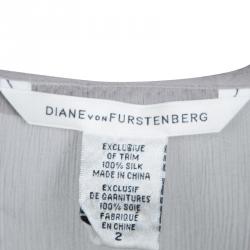 DIANE VON FURSTENBERG
EXCLUSIVE
OF TRIM
100% SILK
MADE IN CHINA
EXCLUSIF
DE GARNITURES
100% SOIE
FABRIQUÉ
EN CHINE
2